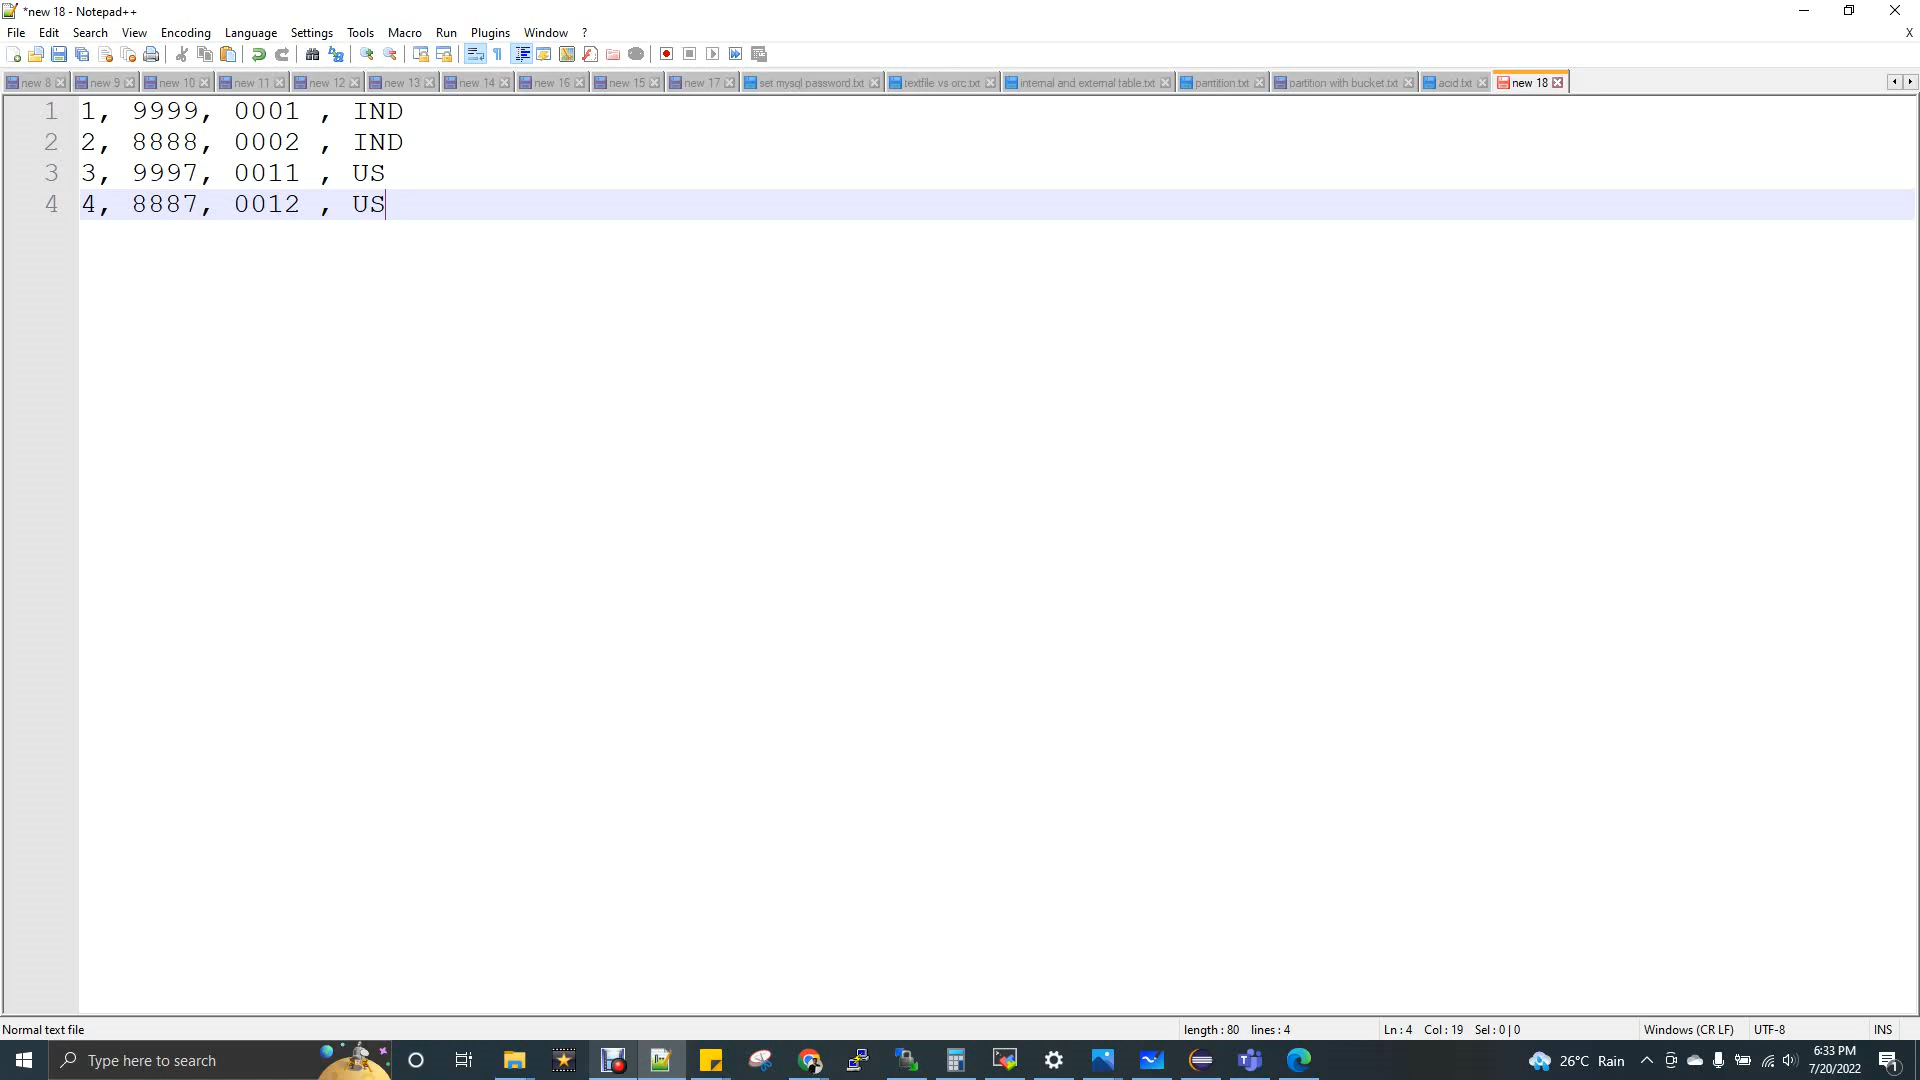 *new 18 - Notepad++
File Edit Search View Encoding Language Settings Tools Macro Run Plugins Window ? X
new 8 new 9 new 10 new 11 new 12 new 13 new 14 new 16 new 15 new 17 set mysql password.txt textfile vs orc.txt internal and external table.txt partition.txt partition with bucket.txt acid.txt new 18
1 1, 9999, 0001 , IND
2 2, 8888, 0002 , IND
3 3, 9997, 0011 , US
4 4, 8887, 0012 , US
Normal text file length : 80 lines : 4 Ln : 4 Col : 19 Sel : 0 | 0 Windows (CR LF) UTF-8 INS
Type here to search 26°C Rain 6:33 PM
7/20/2022 1